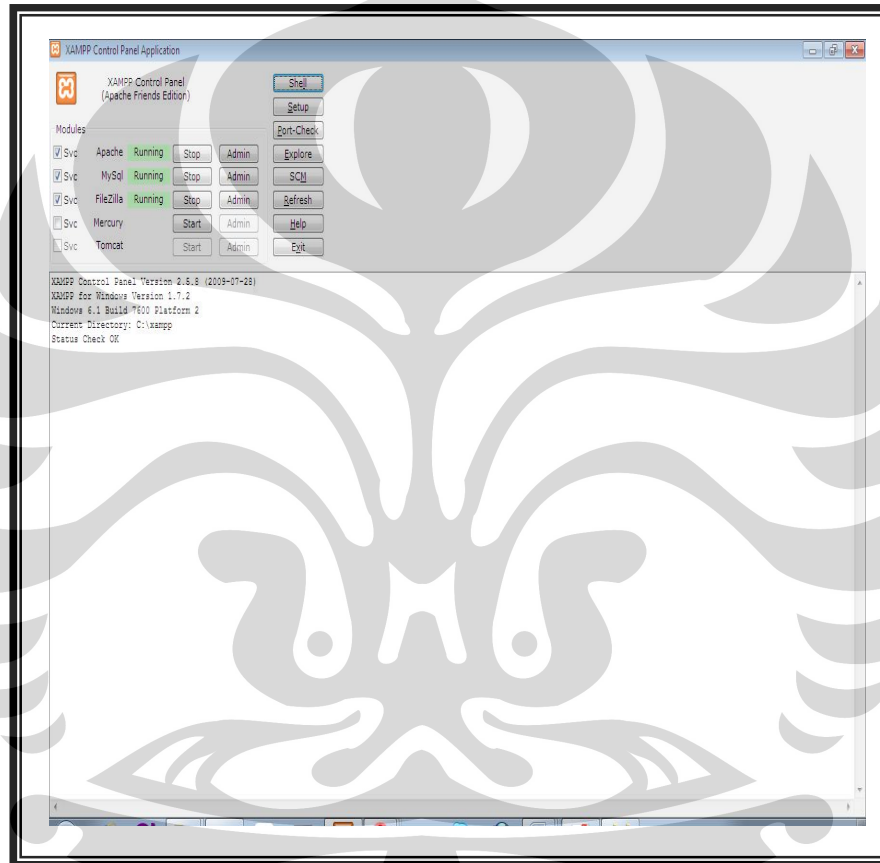 XAMPP Control Panel Application
XAMPP Control Panel
(Apache Friends Edition)
Shell
Setup
Modules
Port-Check
Svc Apache Running Stop Admin Explore
Svc MySql Running Stop Admin SCM
Svc FileZilla Running Stop Admin Refresh
Svc Mercury Start Admin Help
Svc Tomcat Start Admin Exit
XAMPP Control Panel Version 2.5.8 (2009-07-28)
XAMPP for Windows Version 1.7.2
Windows 6.1 Build 7600 Platform 2
Current Directory: C:\xampp
Status Check OK